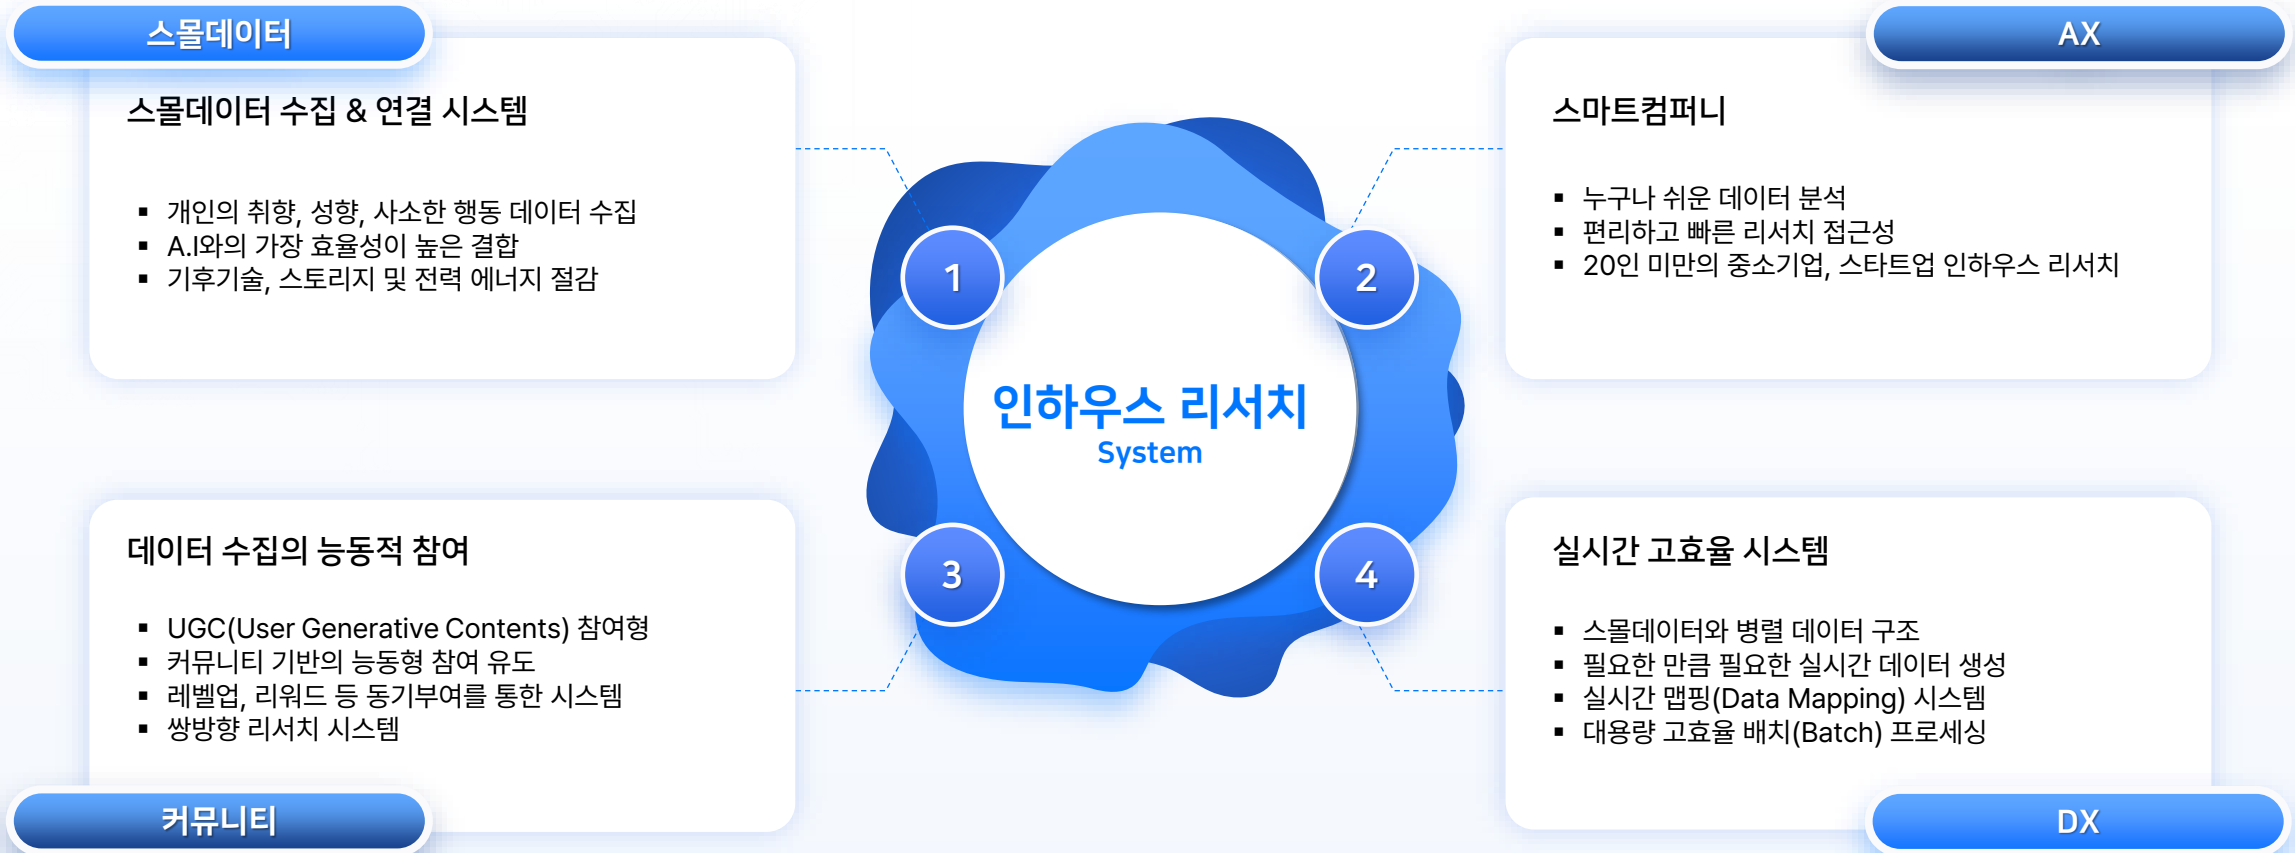 스몰데이터
스몰데이터 수집 & 연결 시스템
▪ 개인의 취향, 성향, 사소한 행동 데이터 수집
▪ A.I와의 가장 효율성이 높은 결합
▪ 기후기술, 스토리지 및 전력 에너지 절감
AX
스마트컴퍼니
▪ 누구나 쉬운 데이터 분석
▪ 편리하고 빠른 리서치 접근성
▪ 20인 미만의 중소기업, 스타트업 인하우스 리서치
1
2
인하우스 리서치
System
3
4
데이터 수집의 능동적 참여
▪ UGC(User Generative Contents) 참여형
▪ 커뮤니티 기반의 능동형 참여 유도
▪ 레벨업, 리워드 등 동기부여를 통한 시스템
▪ 쌍방향 리서치 시스템
커뮤니티
실시간 고효율 시스템
▪ 스몰데이터와 병렬 데이터 구조
▪ 필요한 만큼 필요한 실시간 데이터 생성
▪ 실시간 맵핑(Data Mapping) 시스템
▪ 대용량 고효율 배치(Batch) 프로세싱
DX